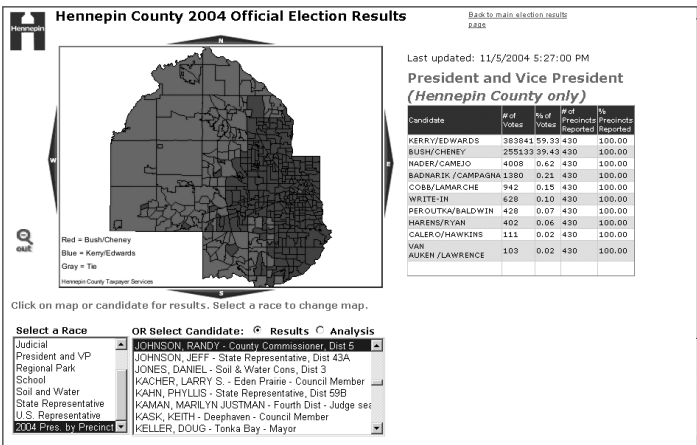 Hennepin
Hennepin County 2004 Official Election Results
Back to main election results
page
N
W
E
S
out
Red = Bush/Cheney
Blue = Kerry/Edwards
Gray = Tie
Hennepin County Taxpayer Services
Last updated: 11/5/2004 5:27:00 PM
President and Vice President
(Hennepin County only)
Candidate # of Votes % of Votes # of Precincts Reported % Precincts Reported
KERRY/EDWARDS 383841 59.33 430 100.00
BUSH/CHENEY 255133 39.43 430 100.00
NADER/CAMEJO 4008 0.62 430 100.00
BADNARIK /CAMPAGNA 1380 0.21 430 100.00
COBB/LAMARCHE 942 0.15 430 100.00
WRITE-IN 628 0.10 430 100.00
PEROUTKA/BALDWIN 428 0.07 430 100.00
HARENS/RYAN 402 0.06 430 100.00
CALERO/HAWKINS 111 0.02 430 100.00
VAN
AUKEN /LAWRENCE 103 0.02 430 100.00
Click on map or candidate for results. Select a race to change map.
Select a Race
Judicial
President and VP
Regional Park
School
Soil and Water
State Representative
U.S. Representative
2004 Pres. by Precinct
OR Select Candidate: Results Analysis
JOHNSON, RANDY - County Commissioner, Dist 5
JOHNSON, JEFF - State Representative, Dist 43A
JONES, DANIEL - Soil & Water Cons, Dist 3
KACHER, LARRY S. - Eden Prairie - Council Member
KAHN, PHYLLIS - State Representative, Dist 59B
KAMAN, MARILYN JUSTMAN - Fourth Dist - Judge sea
KASK, KEITH - Deephaven - Council Member
KELLER, DOUG - Tonka Bay - Mayor